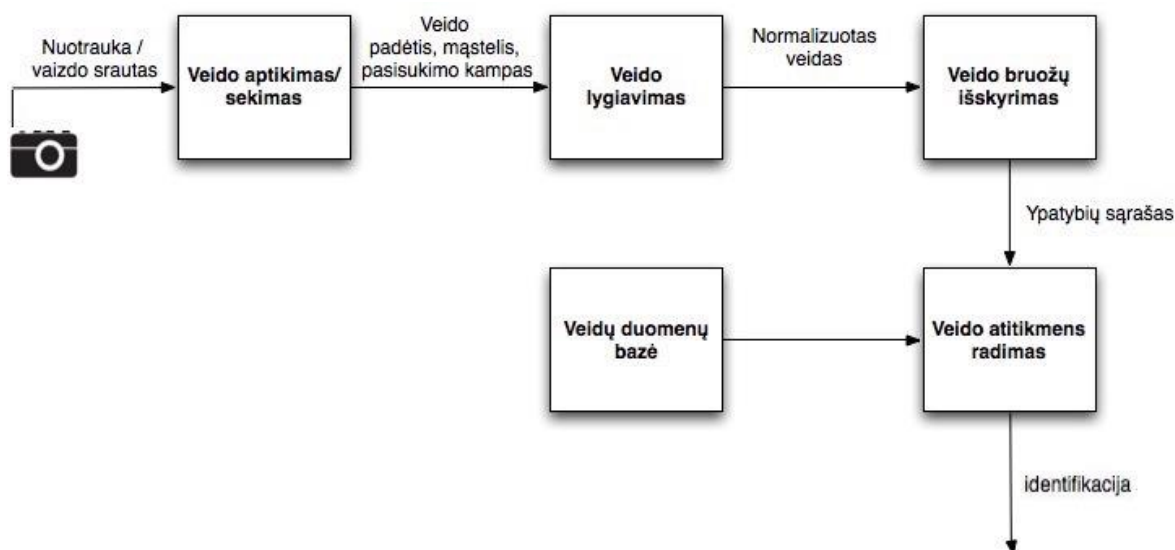 Nuotrauka /
vaizdo srautas
Veido aptikimas/
sekimas
Veido
padėtis, mąstelis,
pasisukimo kampas
Veido
lygiavimas
Normalizuotas
veidas
Veido bruožų
išskyrimas
Ypatybių sąrašas
Veidų duomenų
bazė
Veido atitikmens
radimas
identifikacija